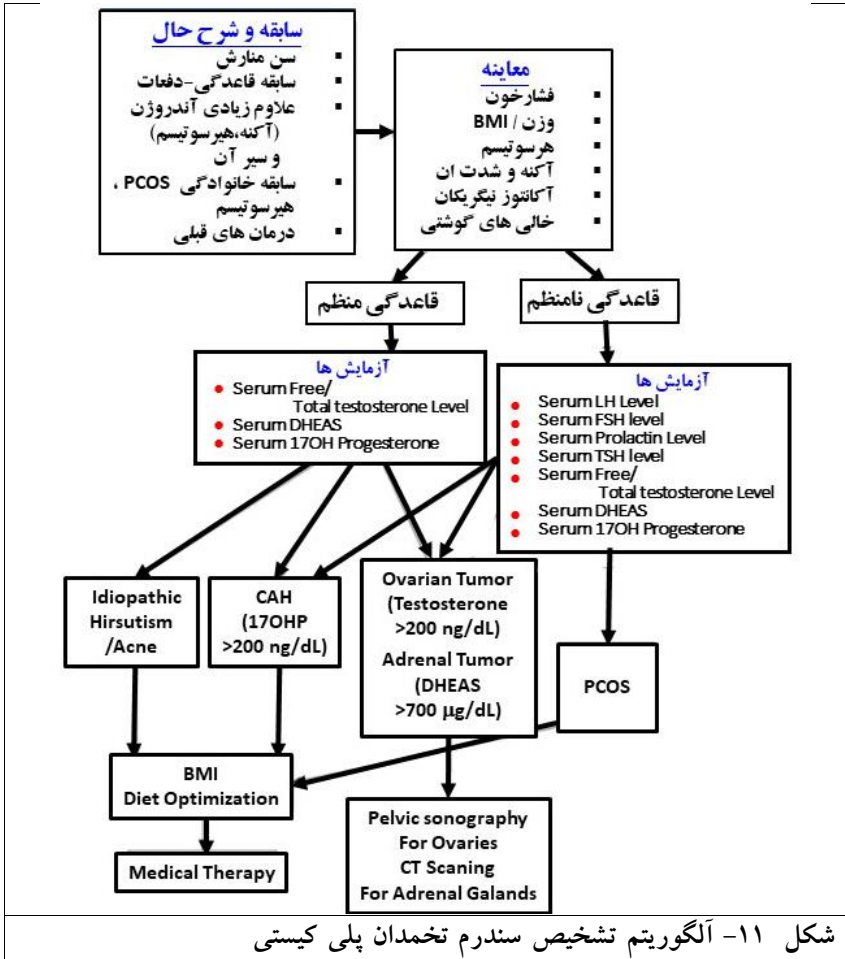 سابقه و شرح حال
سن منارش
سابقه قاعدگی-دفعات
علاوم زیادی آندروژن
(آکنه،هیرسوتیسم)
و سیر آن
سابقه خانوادگی PCOS ،
هیرسوتیسم
درمان های قبلی
معاینه
فشارخون
وزن / BMI
هرسوتیسم
آکنه و شدت ان
آکانتوز نیگریکان
خالی های گوشتی
قاعدگی منظم
قاعدگی نامنظم
آزمایش ها
Serum Free/
Total testosterone Level
Serum DHEAS
Serum 17OH Progesterone
آزمایش ها
Serum LH Level
Serum FSH level
Serum Prolactin Level
Serum TSH level
Serum Free/
Total testosterone Level
Serum DHEAS
Serum 17OH Progesterone
Idiopathic
Hirsutism
/Acne
CAH
(17OHP
>200 ng/dL)
Ovarian Tumor
(Testosterone
>200 ng/dL)
Adrenal Tumor
(DHEAS
>700 µg/dL)
PCOS
BMI
Diet Optimization
Medical Therapy
Pelvic sonography
For Ovaries
CT Scaning
For Adrenal Galands
شکل ۱۱- آلگوریتم تشخیص سندرم تخمدان پلی کیستی